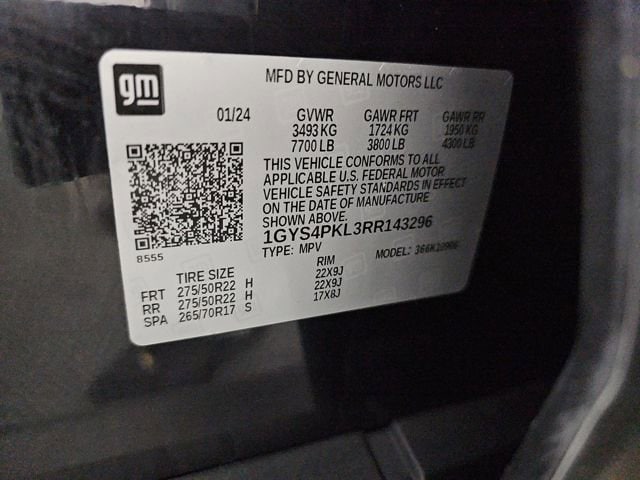 gm
MFD BY GENERAL MOTORS LLC
01/24 GVWR GAWR FRT GAWR RR
3493 KG 1724 KG 1950 KG
7700 LB 3800 LB 4300 LB
THIS VEHICLE CONFORMS TO ALL
APPLICABLE U.S. FEDERAL MOTOR
VEHICLE SAFETY STANDARDS IN EFFECT
ON THE DATE OF MANUFACTURE
SHOWN ABOVE.
1GYS4PKL3RR143296
8555
TYPE: MPV MODEL:
TIRE SIZE RIM
FRT 275/50R22 H 22X9J
RR 275/50R22 H 22X9J
SPA 265/70R17 S 17X8J